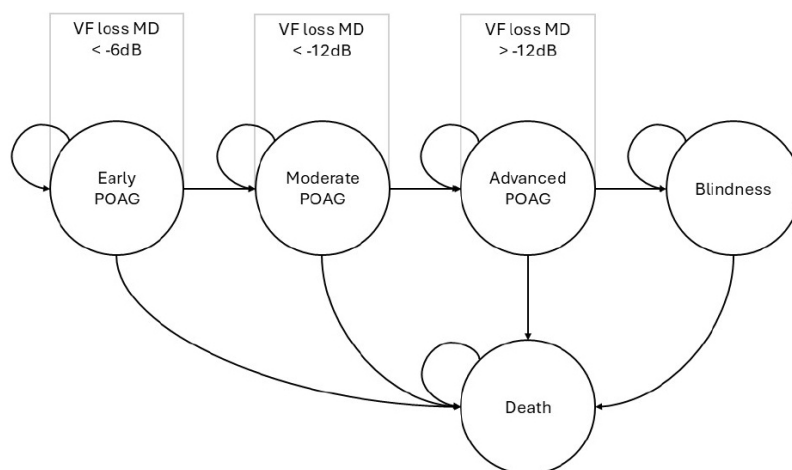 VF loss MD
< -6dB
VF loss MD
< -12dB
VF loss MD
> -12dB
Early
POAG
Moderate
POAG
Advanced
POAG
Blindness
Death